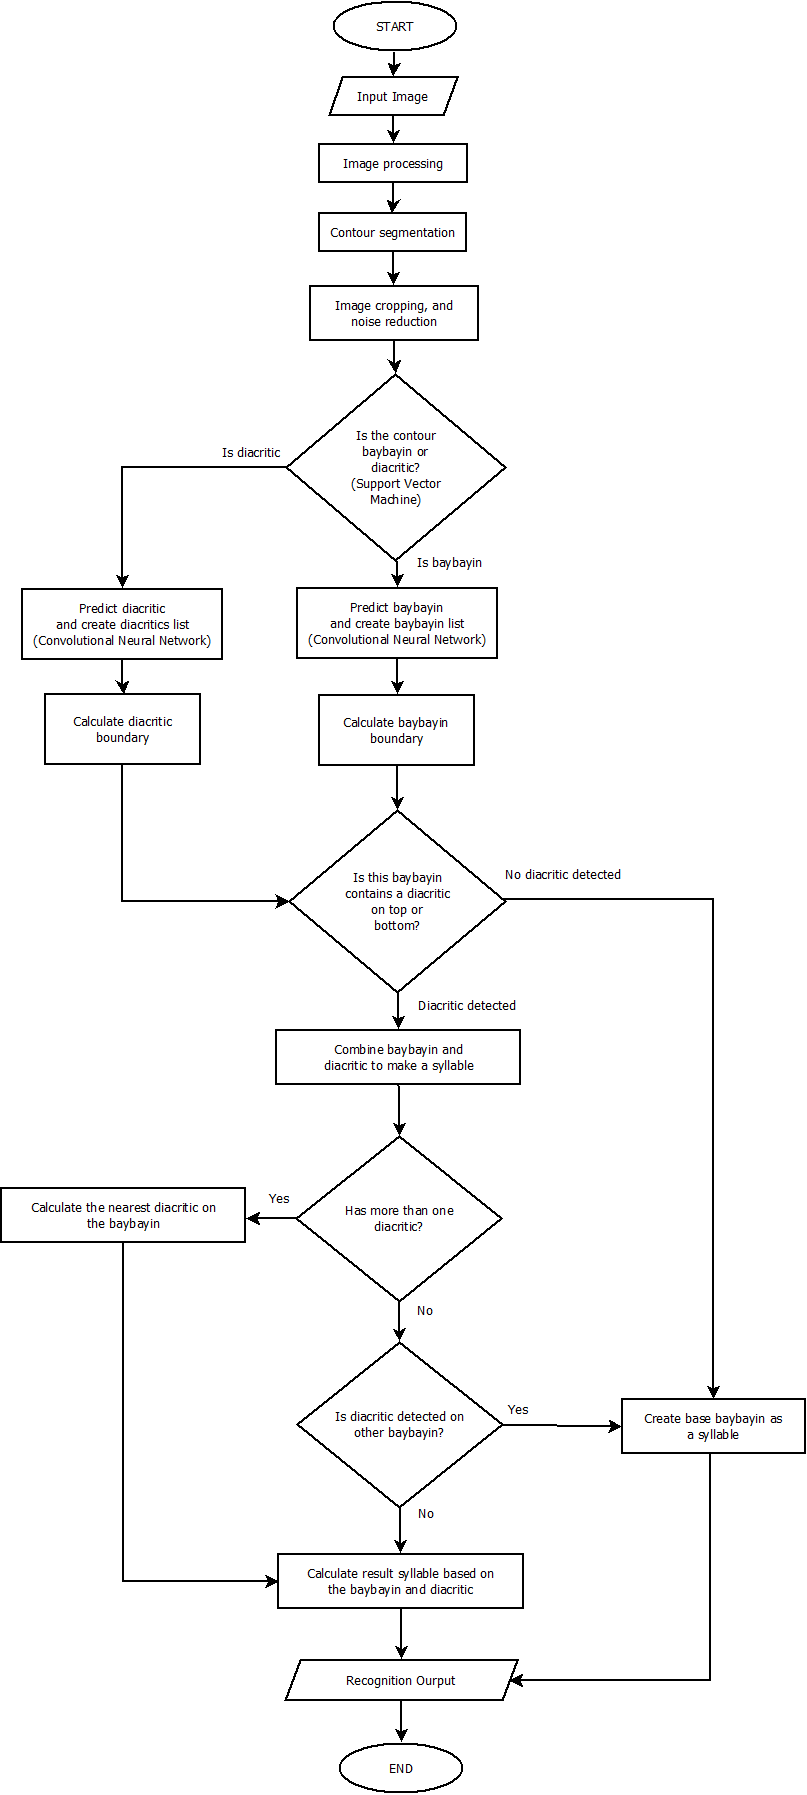 START
Input Image
Image processing
Contour segmentation
Image cropping, and
noise reduction
Is the contour
baybayin or
diacritic?
(Support Vector
Machine)
Is diacritic
Is baybayin
Predict diacritic
and create diacritics list
(Convolutional Neural Network)
Predict baybayin
and create baybayin list
(Convolutional Neural Network)
Calculate diacritic
boundary
Calculate baybayin
boundary
Is this baybayin
contains a diacritic
on top or
bottom?
No diacritic detected
Diacritic detected
Combine baybayin and
diacritic to make a syllable
Has more than one
diacritic?
Yes
Calculate the nearest diacritic on
the baybayin
No
Is diacritic detected on
other baybayin?
Yes
Create base baybayin as
a syllable
No
Calculate result syllable based on
the baybayin and diacritic
Recognition Ourput
END